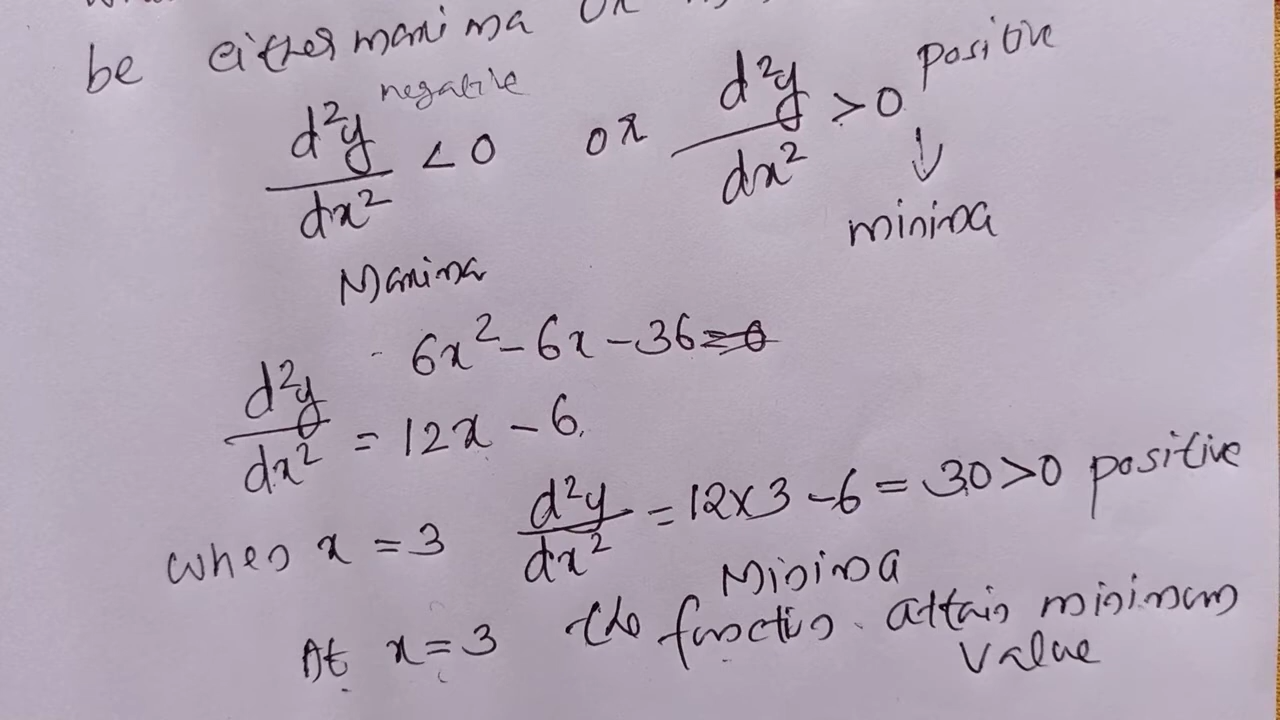 be either maxima or
negative
d²y/dx² < 0 or d²y/dx² > 0 positive
↓
minima
Maxima
6x² - 6x - 36 = 0
d²y/dx² = 12x - 6
when x = 3 d²y/dx² = 12x3 - 6 = 30 > 0 positive
Minima
At x = 3 the function attain minimum
value